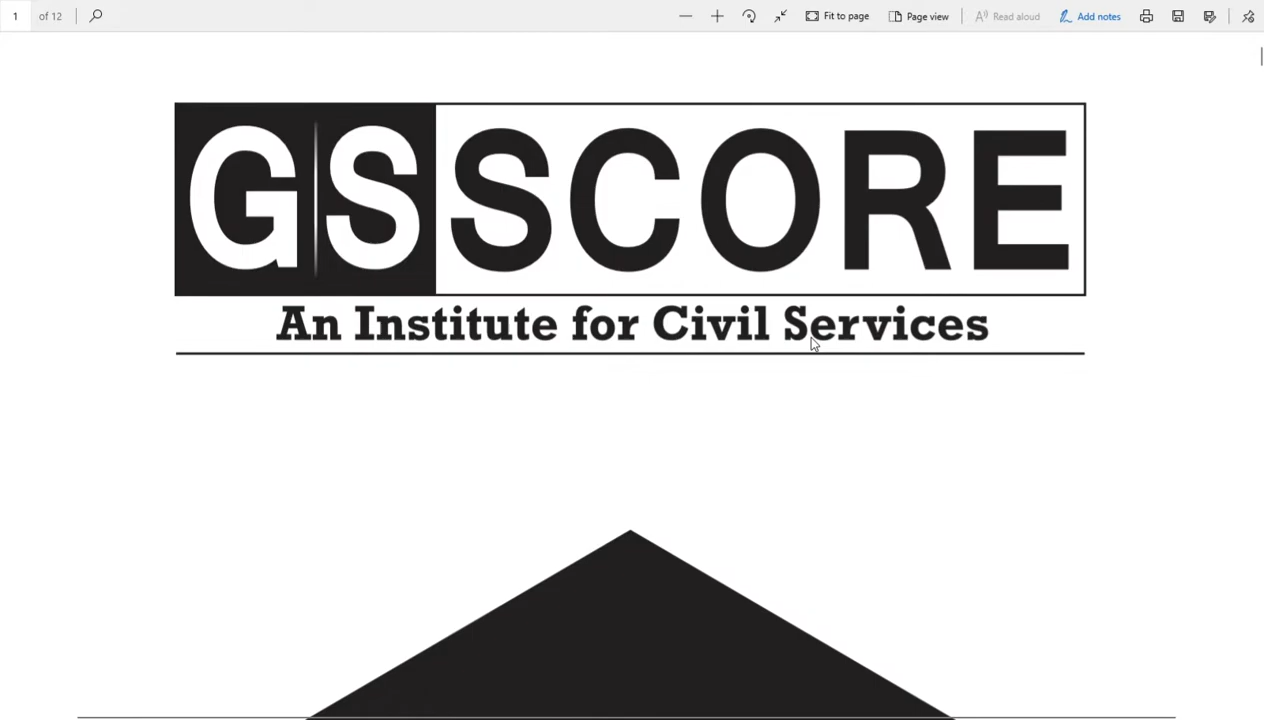 1 of 12 Fit to page Page view Read aloud Add notes
GS SCORE
An Institute for Civil Services